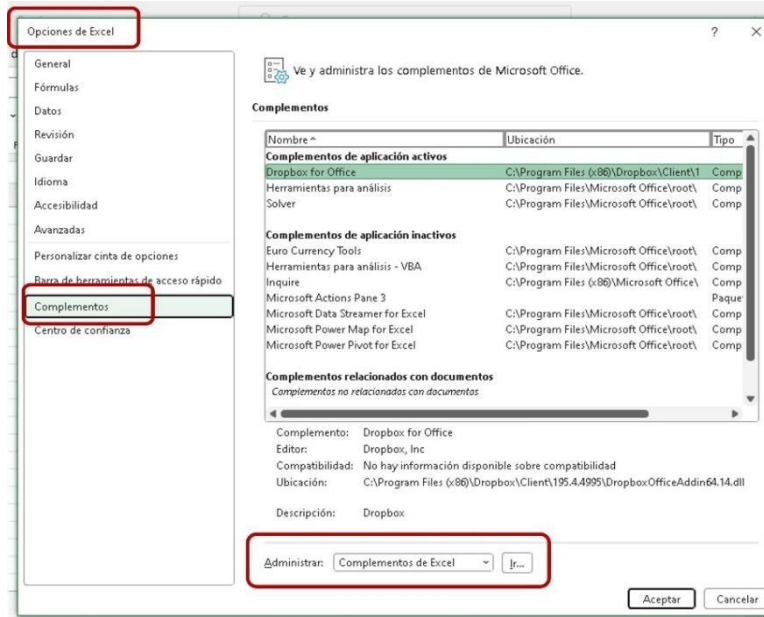 Opciones de Excel ? ×
General
Fórmulas
Datos
Revisión
Guardar
Idioma
Accesibilidad
Avanzadas
Personalizar cinta de opciones
Barra de herramientas de acceso rápido
Complementos
Centro de confianza
Ve y administra los complementos de Microsoft Office.
Complementos
Nombre Ubicación Tipo
Complementos de aplicación activos
Dropbox for Office C:\Program Files (x86)\Dropbox\Client\1 Comp
Herramientas para análisis C:\Program Files\Microsoft Office\root\ Comp
Solver C:\Program Files\Microsoft Office\root\ Comp
Complementos de aplicación inactivos
Euro Currency Tools C:\Program Files\Microsoft Office\root\ Comp
Herramientas para análisis - VBA C:\Program Files\Microsoft Office\root\ Comp
Inquire C:\Program Files (x86)\Microsoft Office\ Comp
Microsoft Actions Pane 3 Paque
Microsoft Data Streamer for Excel C:\Program Files\Microsoft Office\root\ Comp
Microsoft Power Map for Excel C:\Program Files\Microsoft Office\root\ Comp
Microsoft Power Pivot for Excel C:\Program Files\Microsoft Office\root\ Comp
Complementos relacionados con documentos
Complementos no relacionados con documentos
Complemento: Dropbox for Office
Editor: Dropbox, Inc
Compatibilidad: No hay información disponible sobre compatibilidad
Ubicación: C:\Program Files (x86)\Dropbox\Client\195.4.4995\DropboxOfficeAddin64.14.dll
Descripción: Dropbox
Administrar: Complementos de Excel Ir...
Aceptar Cancelar